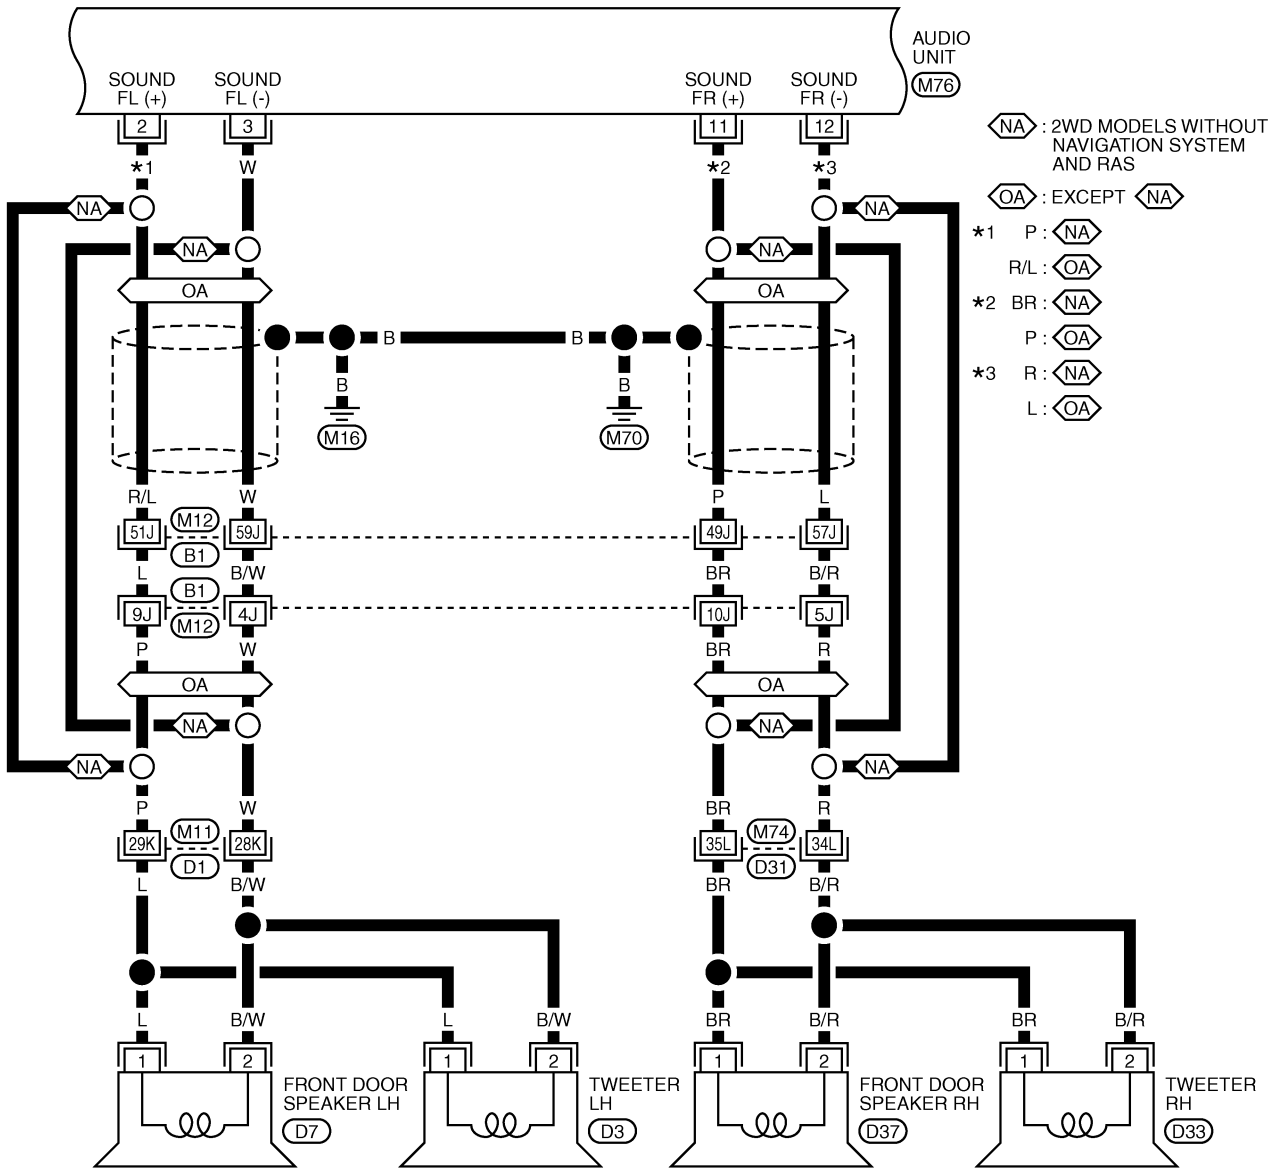 AUDIO
UNIT
M76
SOUND
FL (+)
SOUND
FL (-)
SOUND
FR (+)
SOUND
FR (-)
2
3
11
12
*1
W
*2
*3
NA : 2WD MODELS WITHOUT
NAVIGATION SYSTEM
AND RAS
OA : EXCEPT NA
*1 P : NA
R/L : OA
*2 BR : NA
P : OA
*3 R : NA
L : OA
NA
NA
NA
NA
OA
OA
B
B
B
B
M16
M70
R/L
W
P
L
51J
M12
59J
49J
57J
B1
L
B/W
BR
B/R
B1
9J
4J
10J
5J
M12
P
W
BR
R
OA
OA
NA
NA
NA
NA
P
W
BR
R
29K
M11
28K
35L
M74
34L
D1
D31
L
B/W
BR
B/R
L
B/W
L
B/W
BR
B/R
BR
B/R
1
2
1
2
1
2
1
2
FRONT DOOR
SPEAKER LH
D7
TWEETER
LH
D3
FRONT DOOR
SPEAKER RH
D37
TWEETER
RH
D33